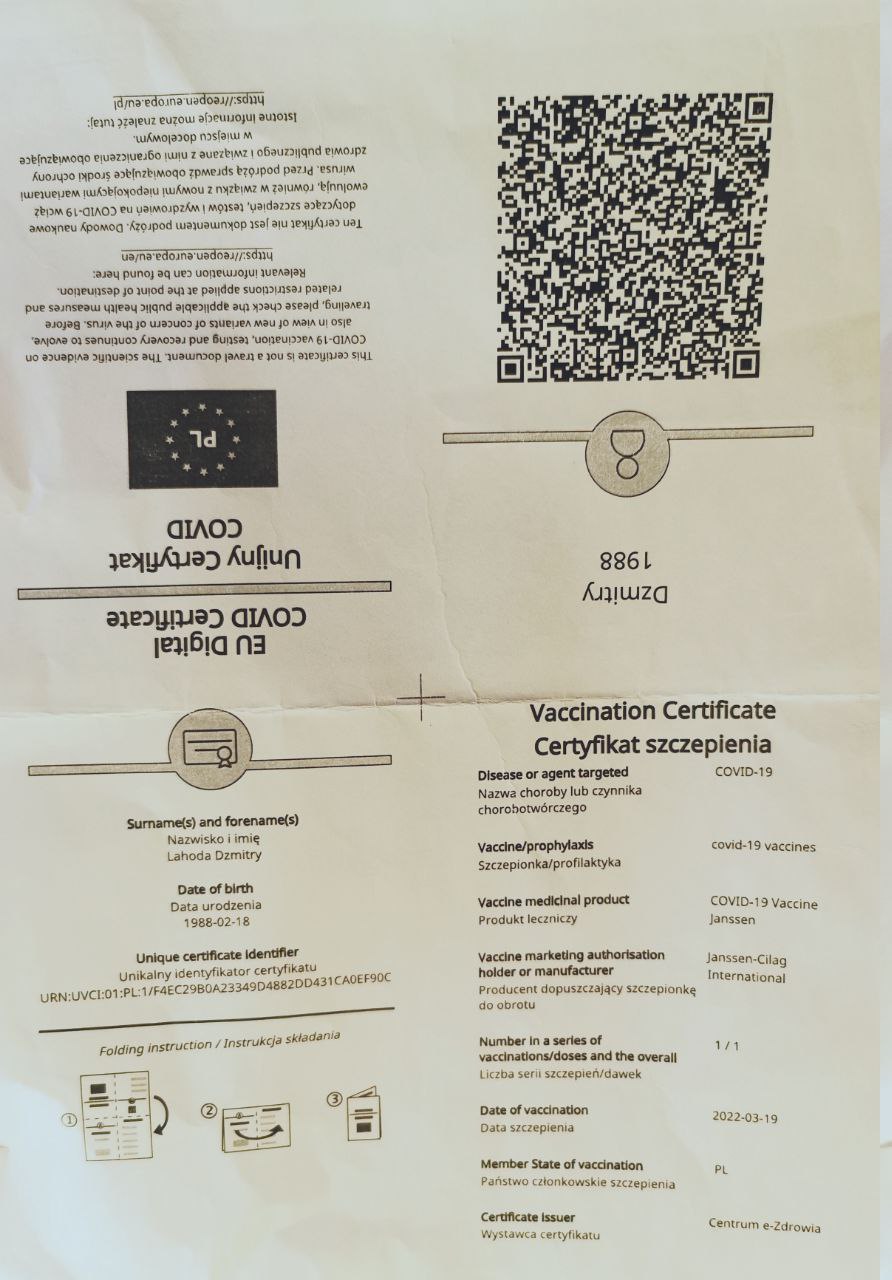 EU Digital
COVID Certificate
Unijny Certyfikat
COVID
PL
This certificate is not a travel document. The scientific evidence on
COVID-19 vaccination, testing and recovery continues to evolve,
also in view of new variants of concern of the virus. Before
traveling, please check the applicable public health measures and
related restrictions applied at the point of destination.
Relevant information can be found here:
https://reopen.europa.eu/en
Ten certyfikat nie jest dokumentem podróży. Dowody naukowe
dotyczące szczepień, testów i wyzdrowień na COVID-19 wciąż
ewoluują, również w związku z nowymi niepokojącymi wariantami
wirusa. Przed podróżą sprawdź obowiązujące środki ochrony
zdrowia publicznego i związane z nimi ograniczenia obowiązujące
w miejscu docelowym.
Istotne informacje można znaleźć tutaj:
https://reopen.europa.eu/pl
Dzmitry
1988
Surname(s) and forename(s)
Nazwisko i imię
Lahoda Dzmitry
Date of birth
Data urodzenia
1988-02-18
Unique certificate identifier
Unikalny identyfikator certyfikatu
URN:UVCI:01:PL:1/F4EC29B0A23349D4882DD431CA0EF90C
Folding instruction / Instrukcja składania
① ② ③
Vaccination Certificate
Certyfikat szczepienia
Disease or agent targeted COVID-19
Nazwa choroby lub czynnika
chorobotwórczego
Vaccine/prophylaxis covid-19 vaccines
Szczepionka/profilaktyka
Vaccine medicinal product COVID-19 Vaccine
Produkt leczniczy Janssen
Vaccine marketing authorisation Janssen-Cilag
holder or manufacturer International
Producent dopuszczający szczepionkę
do obrotu
Number in a series of 1 / 1
vaccinations/doses and the overall
Liczba serii szczepień/dawek
Date of vaccination 2022-03-19
Data szczepienia
Member State of vaccination PL
Państwo członkowskie szczepienia
Certificate issuer Centrum e-Zdrowia
Wystawca certyfikatu